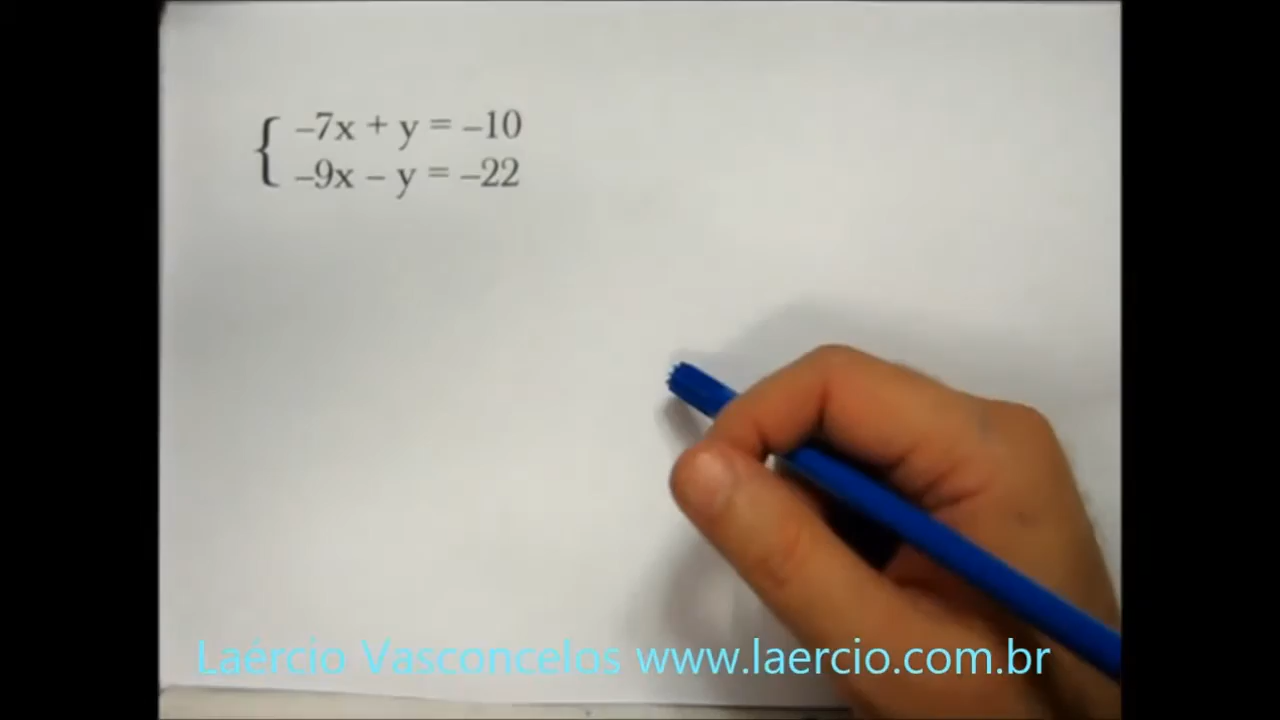 –7x + y = –10
–9x – y = –22
Laércio Vasconcelos www.laercio.com.br